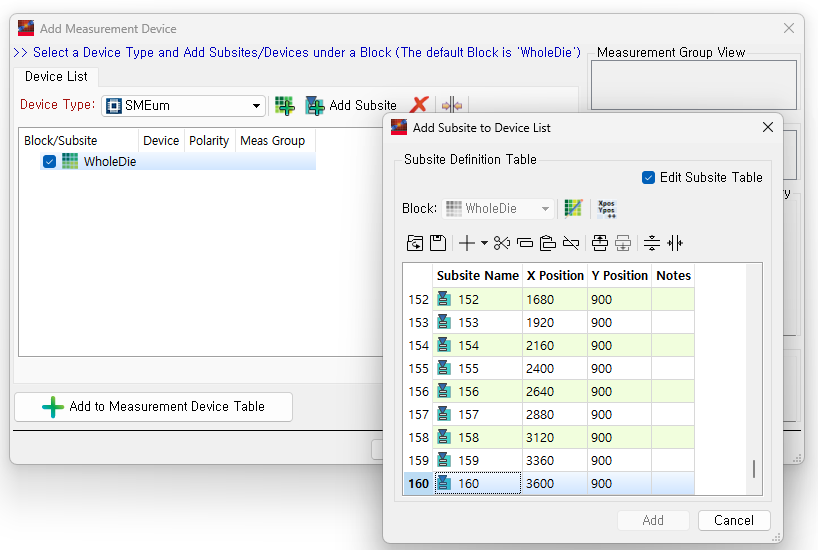 Add Measurement Device
>> Select a Device Type and Add Subsites/Devices under a Block (The default Block is 'WholeDie')
Measurement Group View
Device List
Device Type: SMEum Add Subsite
Block/Subsite Device Polarity Meas Group
WholeDie
Add to Measurement Device Table
Add Subsite to Device List
Subsite Definition Table
Edit Subsite Table
Block: WholeDie Xpos
Ypos
++
Subsite Name X Position Y Position Notes
152 152 1680 900
153 153 1920 900
154 154 2160 900
155 155 2400 900
156 156 2640 900
157 157 2880 900
158 158 3120 900
159 159 3360 900
160 160 3600 900
Add Cancel